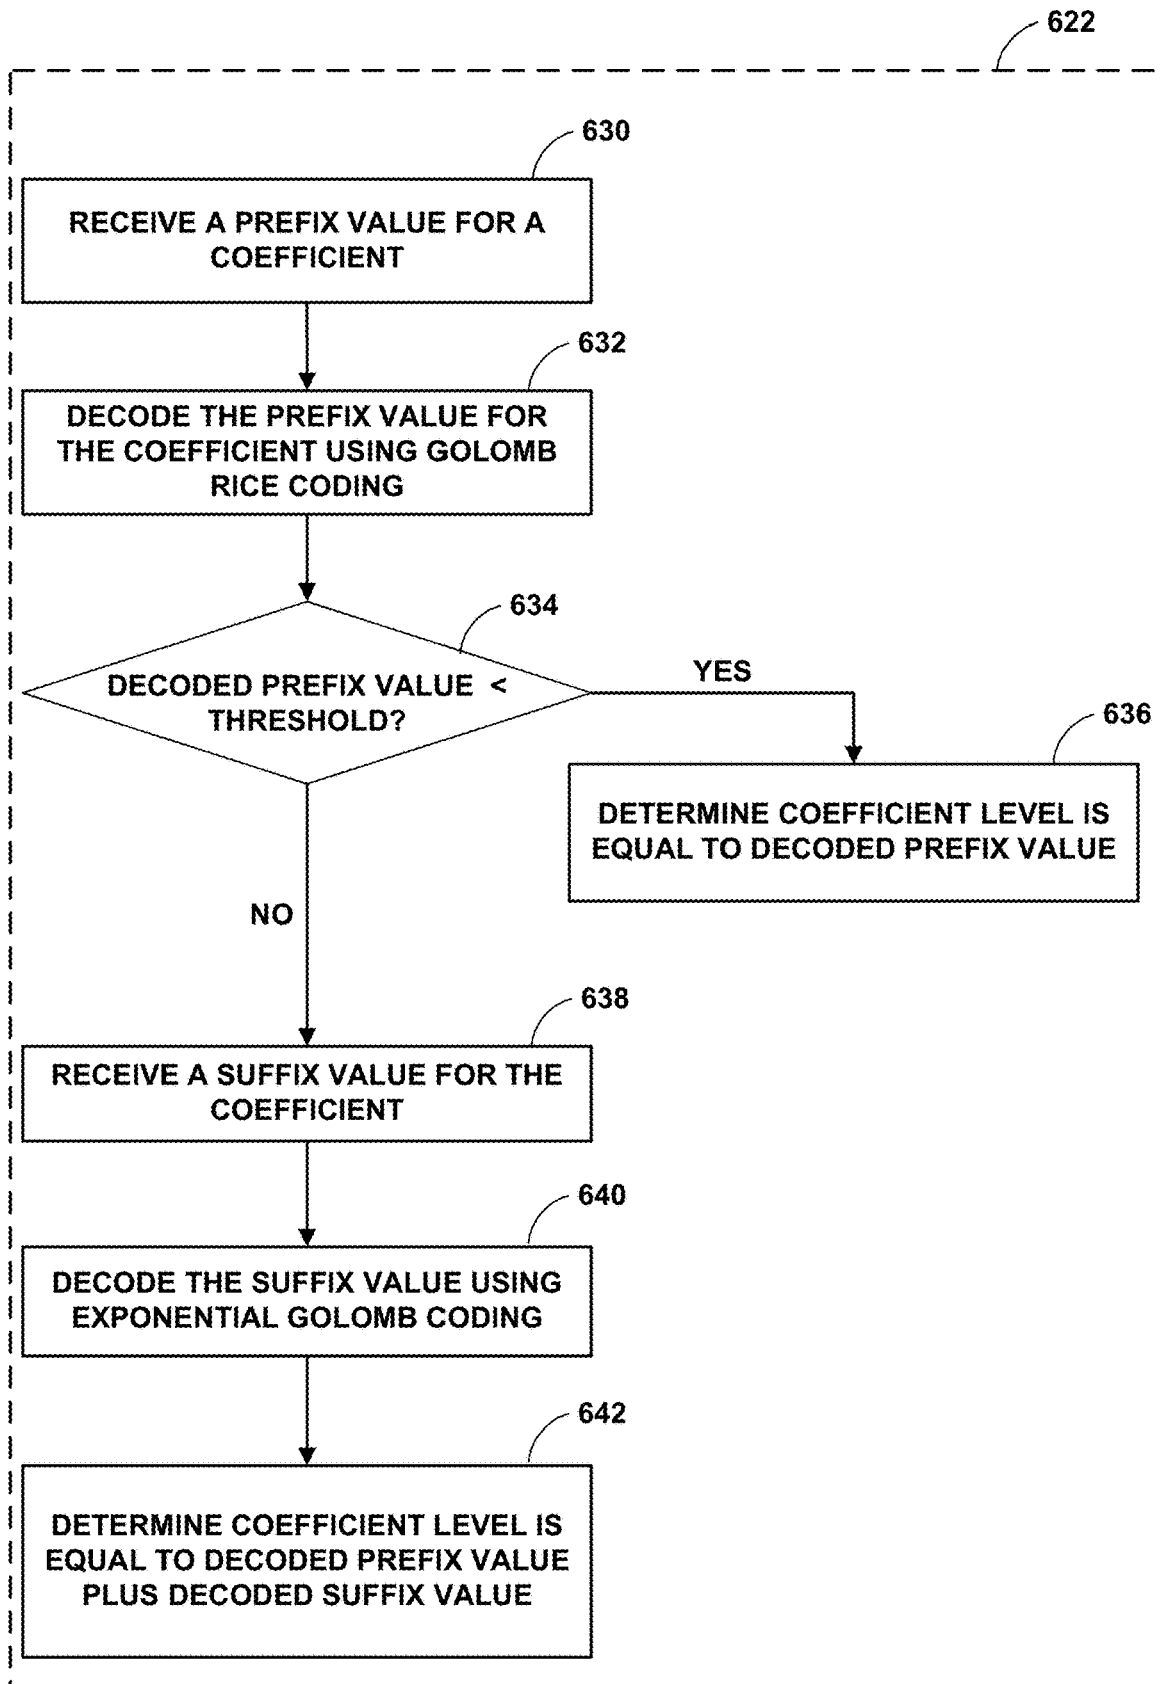 622
630
RECEIVE A PREFIX VALUE FOR A
COEFFICIENT
632
DECODE THE PREFIX VALUE FOR
THE COEFFICIENT USING GOLOMB
RICE CODING
634
DECODED PREFIX VALUE <
THRESHOLD?
YES
636
DETERMINE COEFFICIENT LEVEL IS
EQUAL TO DECODED PREFIX VALUE
NO
638
RECEIVE A SUFFIX VALUE FOR THE
COEFFICIENT
640
DECODE THE SUFFIX VALUE USING
EXPONENTIAL GOLOMB CODING
642
DETERMINE COEFFICIENT LEVEL IS
EQUAL TO DECODED PREFIX VALUE
PLUS DECODED SUFFIX VALUE